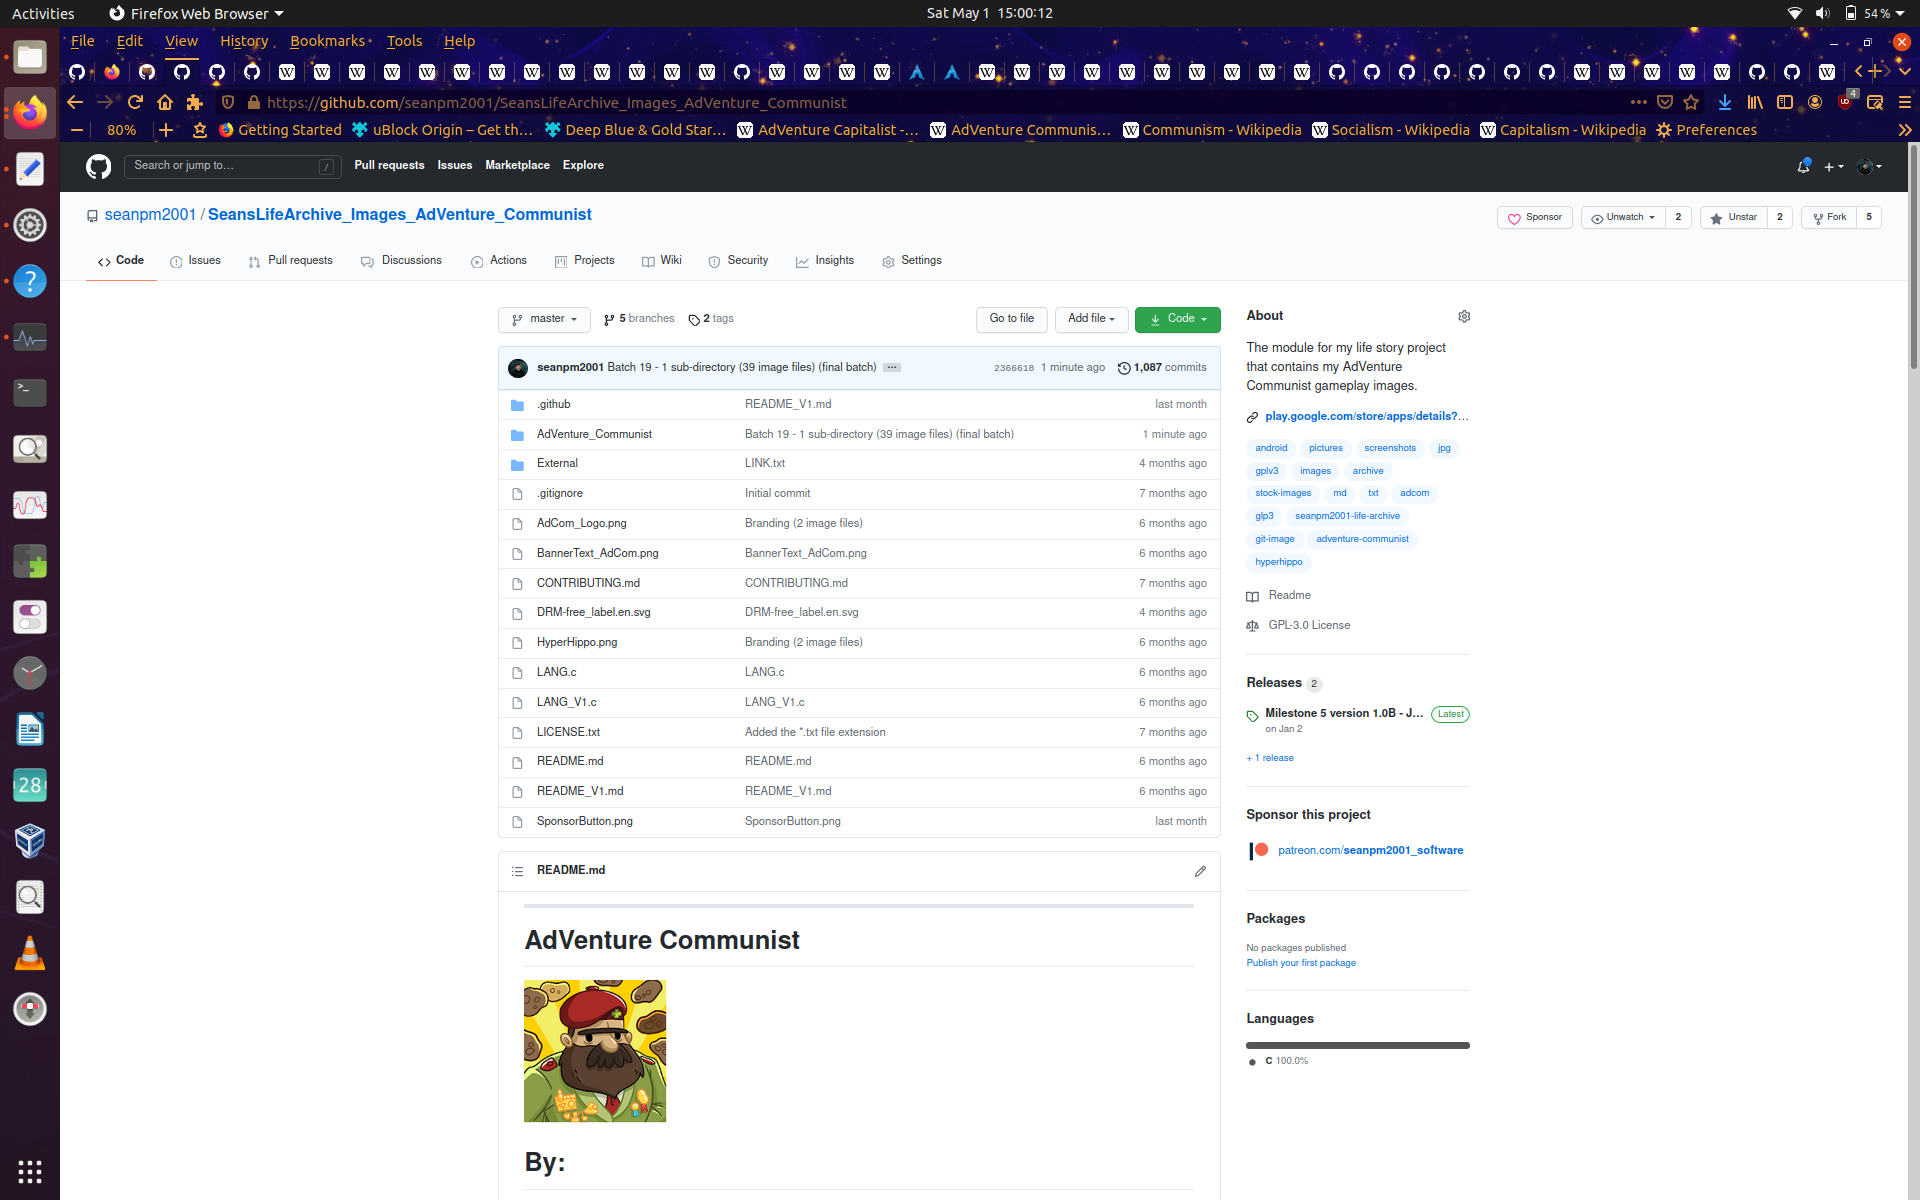 Activities
Firefox Web Browser
Sat May 1 15:00:12
54 %
File Edit View History Bookmarks Tools Help
https://github.com/seanpm2001/SeansLifeArchive_Images_AdVenture_Communist
4
80%
Getting Started
uBlock Origin – Get th…
Deep Blue & Gold Star…
AdVenture Capitalist -…
AdVenture Communis…
Communism - Wikipedia
Socialism - Wikipedia
Capitalism - Wikipedia
Preferences
Search or jump to…
/
Pull requests Issues Marketplace Explore
seanpm2001 / SeansLifeArchive_Images_AdVenture_Communist
Sponsor
Unwatch 2
Unstar 2
Fork 5
Code Issues Pull requests Discussions Actions Projects Wiki Security Insights Settings
master
5 branches
2 tags
Go to file
Add file
Code
seanpm2001 Batch 19 - 1 sub-directory (39 image files) (final batch) ...
2366618 1 minute ago
1,087 commits
.github README_V1.md last month
AdVenture_Communist Batch 19 - 1 sub-directory (39 image files) (final batch) 1 minute ago
External LINK.txt 4 months ago
.gitignore Initial commit 7 months ago
AdCom_Logo.png Branding (2 image files) 6 months ago
BannerText_AdCom.png BannerText_AdCom.png 6 months ago
CONTRIBUTING.md CONTRIBUTING.md 7 months ago
DRM-free_label.en.svg DRM-free_label.en.svg 4 months ago
HyperHippo.png Branding (2 image files) 6 months ago
LANG.c LANG.c 6 months ago
LANG_V1.c LANG_V1.c 6 months ago
LICENSE.txt Added the *.txt file extension 7 months ago
README.md README.md 6 months ago
README_V1.md README_V1.md 6 months ago
SponsorButton.png SponsorButton.png last month
README.md
AdVenture Communist
By:
About
The module for my life story project
that contains my AdVenture
Communist gameplay images.
play.google.com/store/apps/details?…
android pictures screenshots jpg
gplv3 images archive
stock-images md txt adcom
glp3 seanpm2001-life-archive
git-image adventure-communist
hyperhippo
Readme
GPL-3.0 License
Releases 2
Milestone 5 version 1.0B - J… Latest
on Jan 2
+ 1 release
Sponsor this project
patreon.com/seanpm2001_software
Packages
No packages published
Publish your first package
Languages
C 100.0%
28